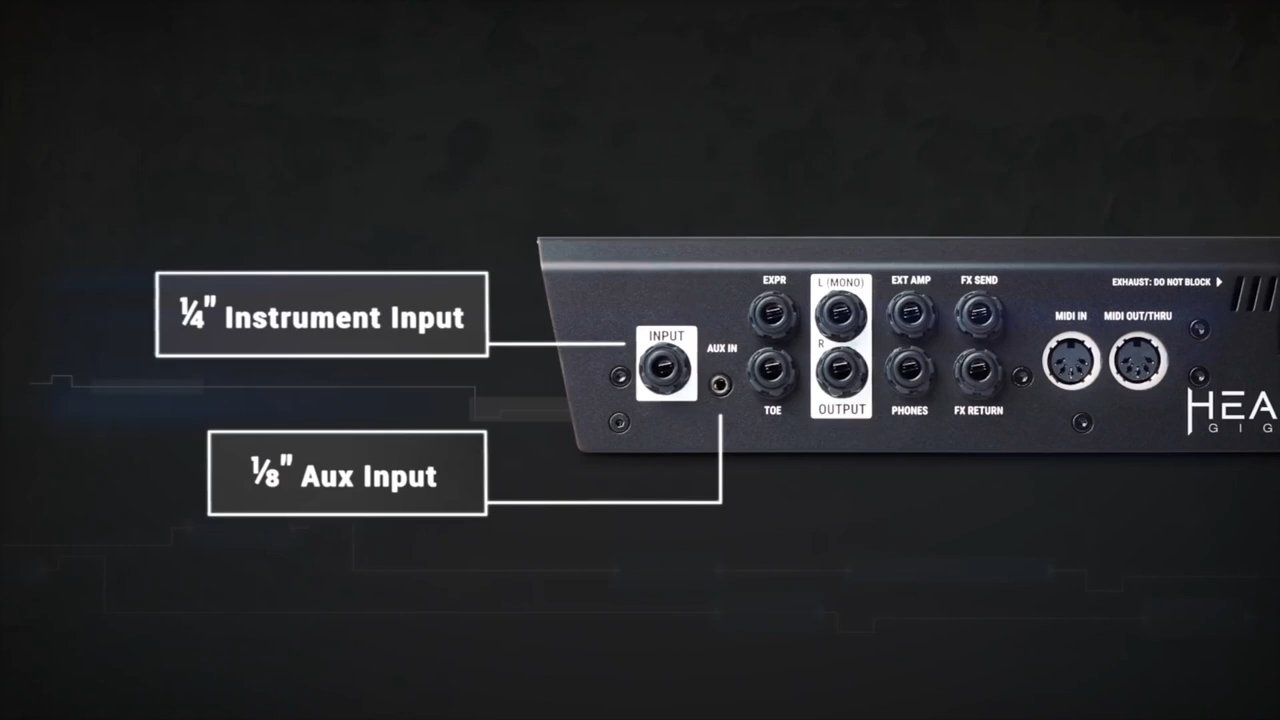 ¼" Instrument Input
⅛" Aux Input
INPUT
AUX IN
EXPR
TOE
L (MONO)
R
OUTPUT
EXT AMP
PHONES
FX SEND
FX RETURN
EXHAUST: DO NOT BLOCK
MIDI IN
MIDI OUT/THRU
HEA
GIG